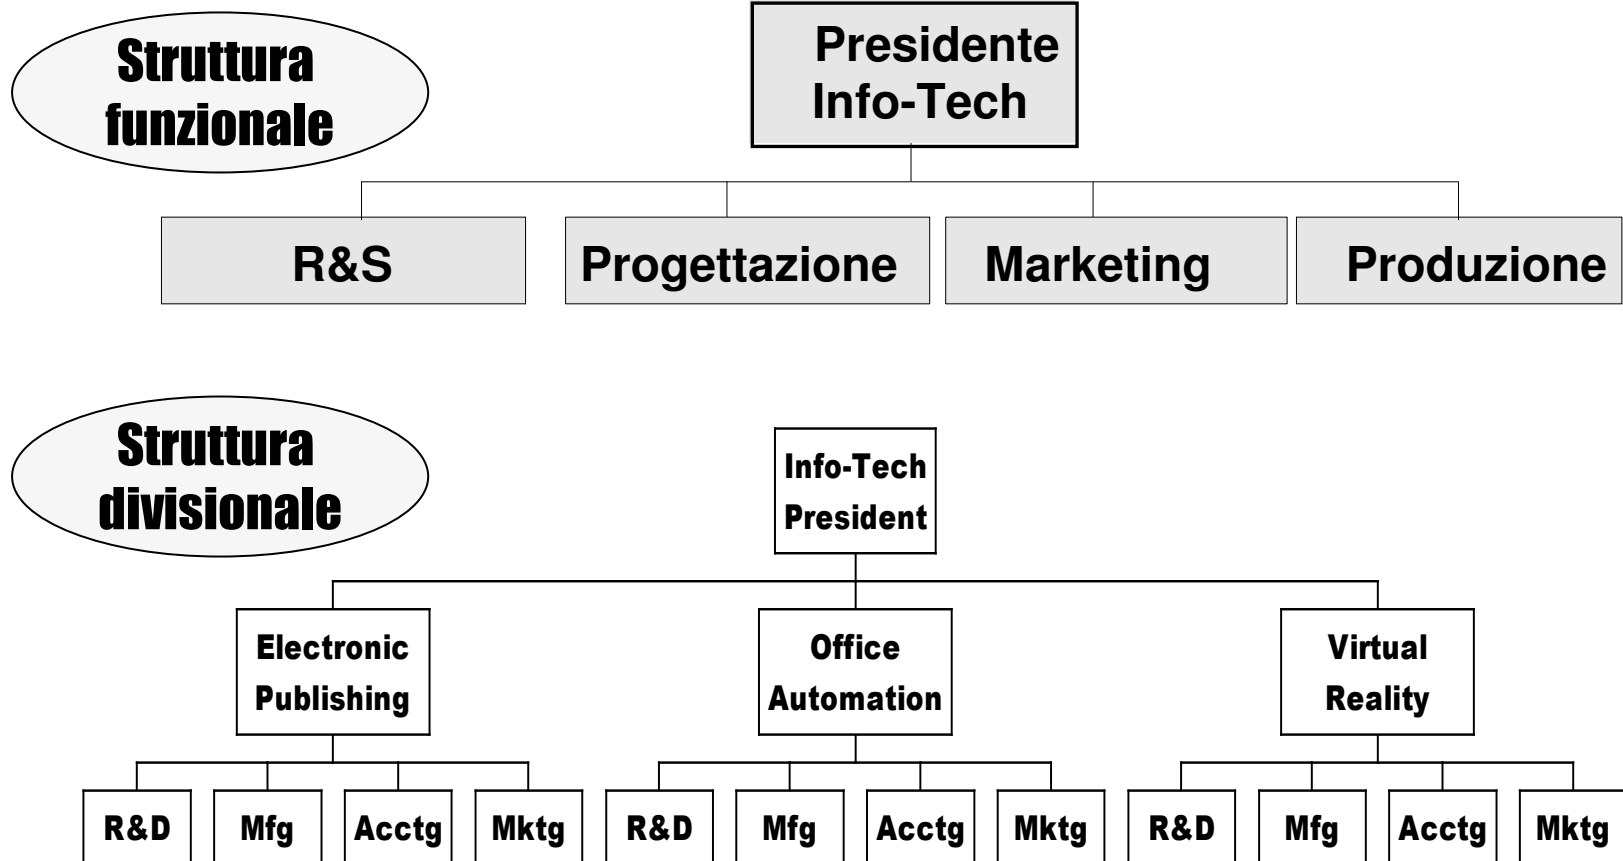 Struttura
funzionale
Presidente
Info-Tech
R&S
Progettazione
Marketing
Produzione
Struttura
divisionale
Info-Tech
President
Electronic
Publishing
Office
Automation
Virtual
Reality
R&D
Mfg
Acctg
Mktg
R&D
Mfg
Acctg
Mktg
R&D
Mfg
Acctg
Mktg